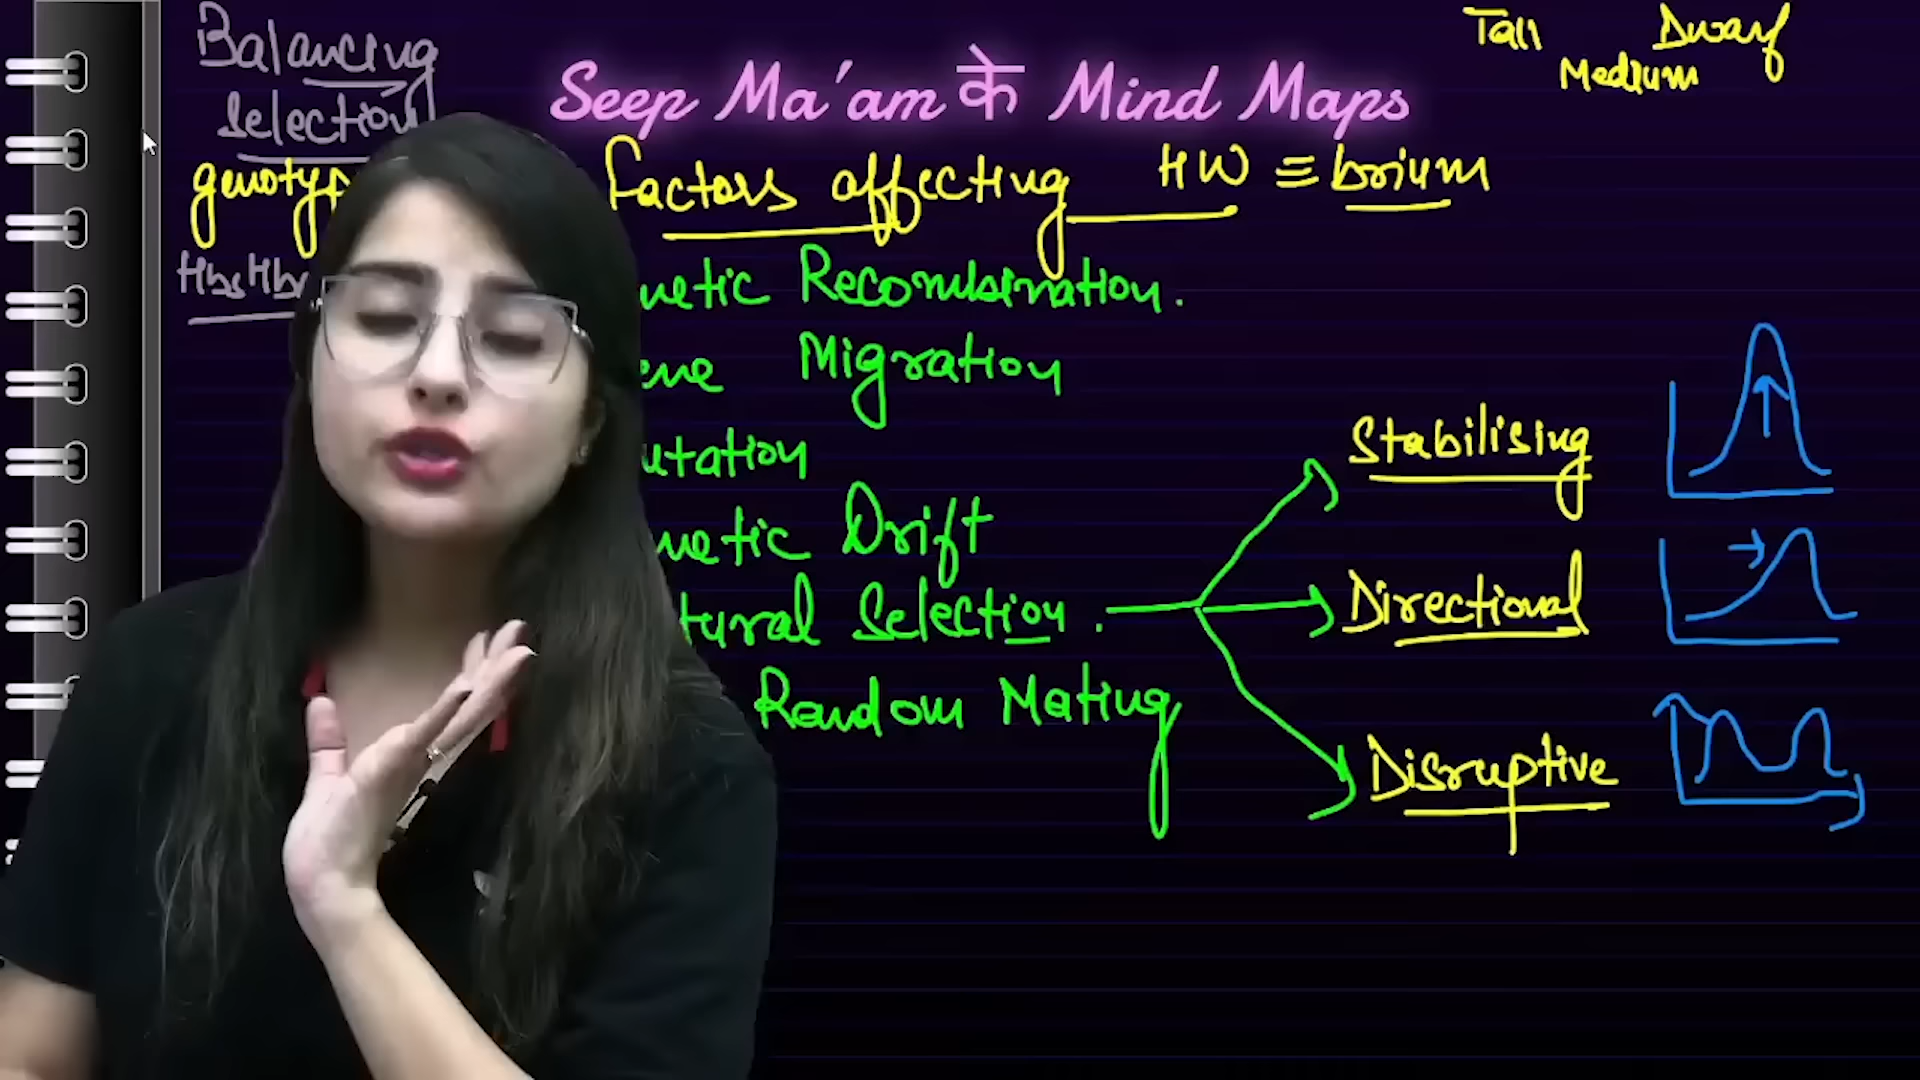 Balancing
Selection
Tall Dwarf
Medium
Seep Ma'am के Mind Maps
Factors affecting HW ≡ brium
Recombination.
Migration
Drift
Selection.
Random Mating
Stabilising
Directional
Disruptive